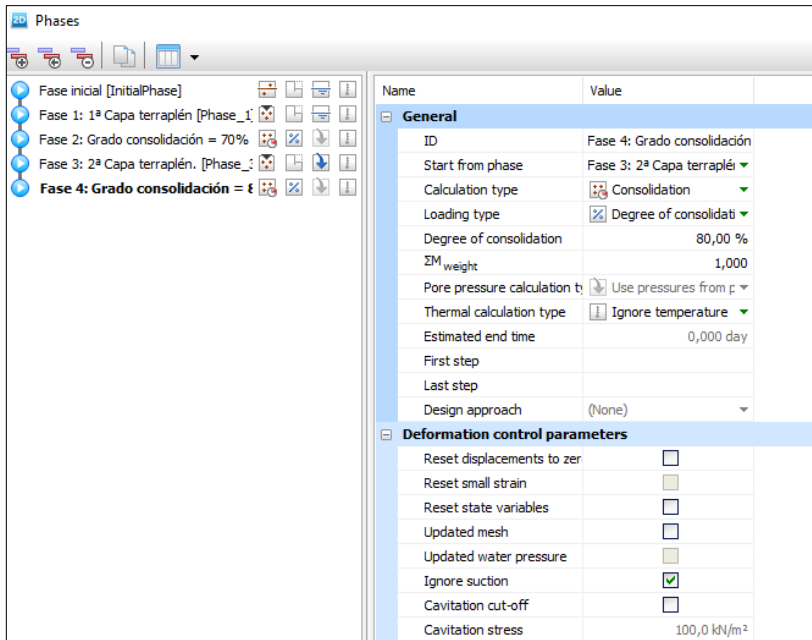 2D Phases
Fase inicial [InitialPhase]
Fase 1: 1ª Capa terraplén [Phase_1]
Fase 2: Grado consolidación = 70%
Fase 3: 2ª Capa terraplén. [Phase_3
Fase 4: Grado consolidación = 8
Name Value
General
ID Fase 4: Grado consolidación
Start from phase Fase 3: 2ª Capa terraplén
Calculation type Consolidation
Loading type % Degree of consolidati
Degree of consolidation 80,00 %
ΣM weight 1,000
Pore pressure calculation ty Use pressures from p
Thermal calculation type Ignore temperature
Estimated end time 0,000 day
First step
Last step
Design approach (None)
Deformation control parameters
Reset displacements to zer
Reset small strain
Reset state variables
Updated mesh
Updated water pressure
Ignore suction
Cavitation cut-off
Cavitation stress 100,0 kN/m²